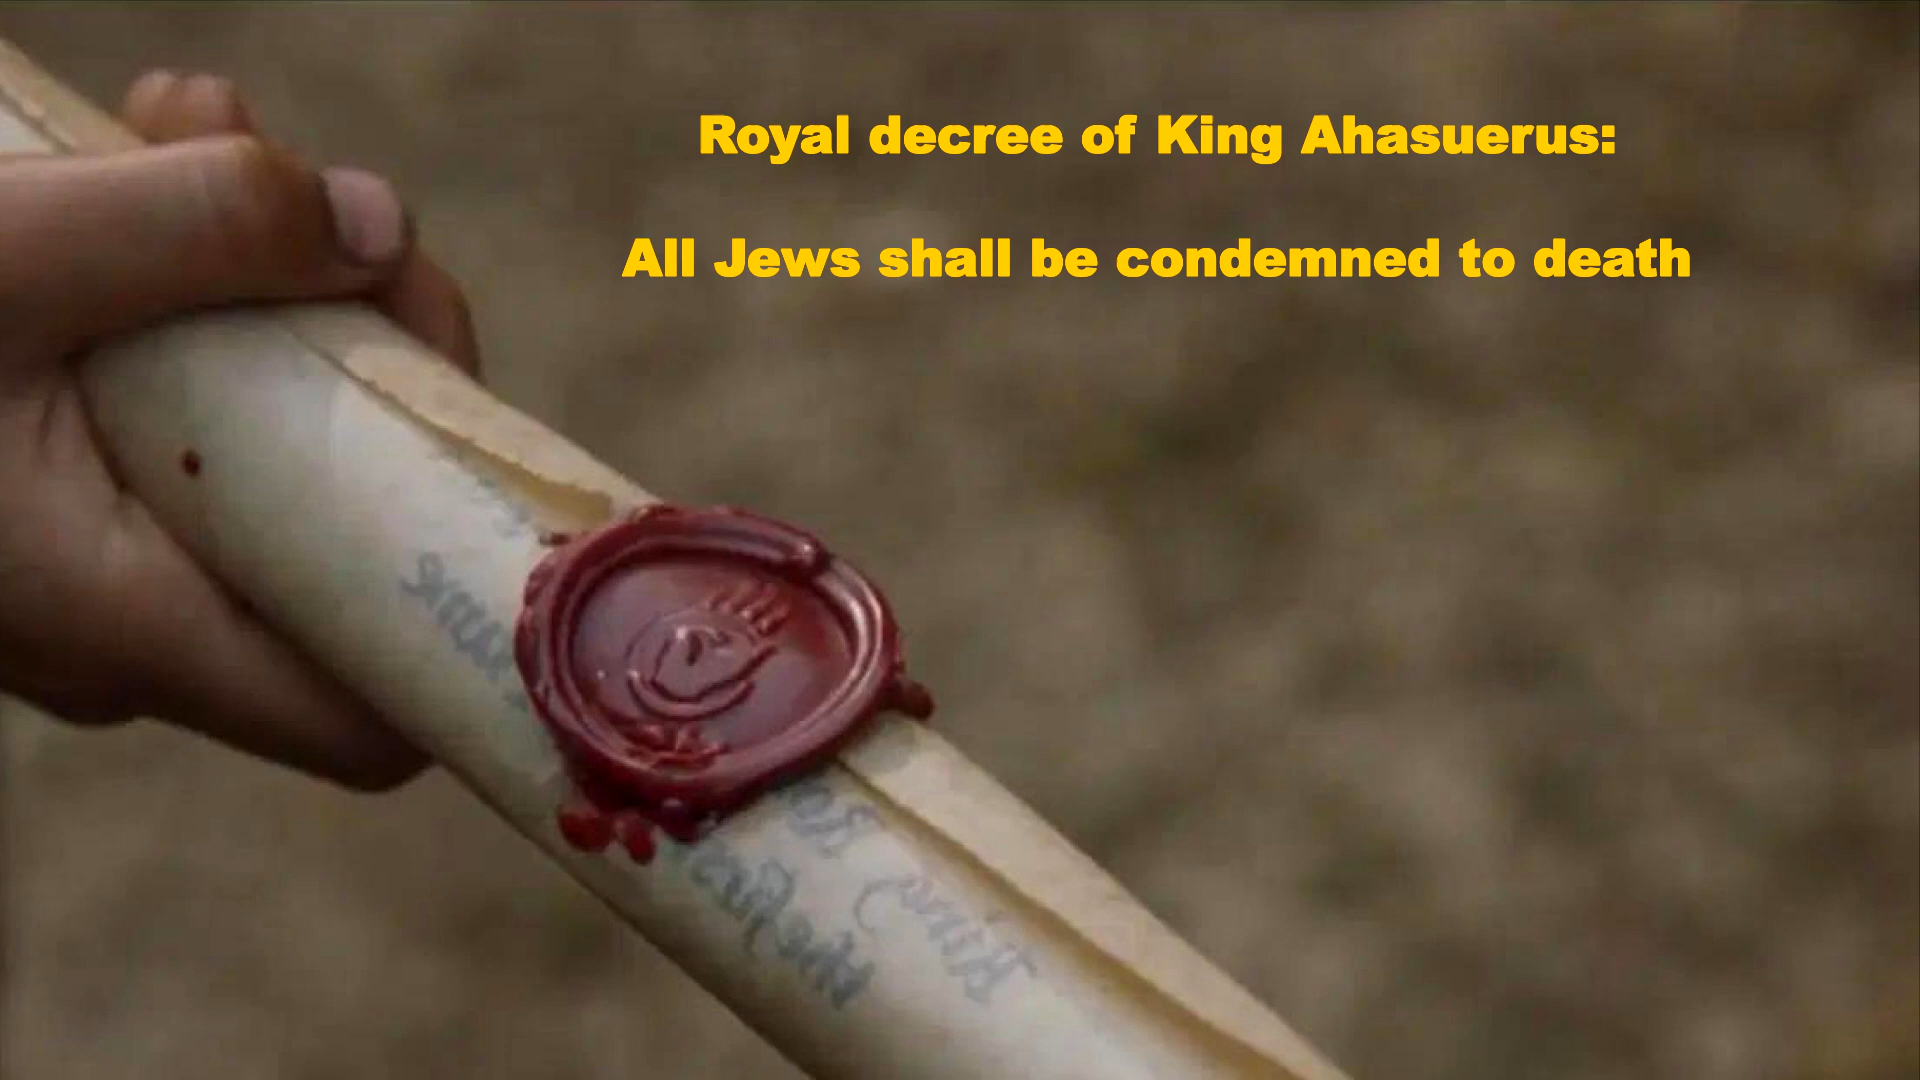 Royal decree of King Ahasuerus:
All Jews shall be condemned to death